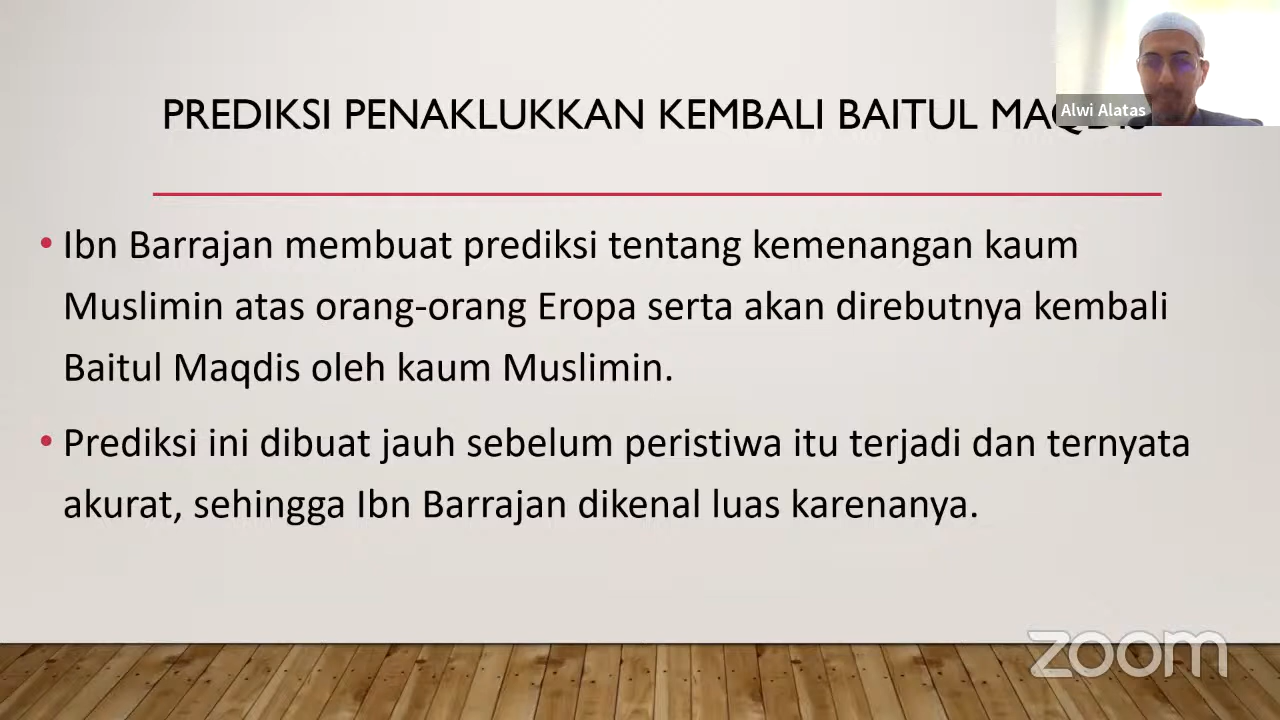 Alwi Alatas
PREDIKSI PENAKLUKKAN KEMBALI BAITUL MAQDIS
• Ibn Barrajan membuat prediksi tentang kemenangan kaum
Muslimin atas orang-orang Eropa serta akan direbutnya kembali
Baitul Maqdis oleh kaum Muslimin.
• Prediksi ini dibuat jauh sebelum peristiwa itu terjadi dan ternyata
akurat, sehingga Ibn Barrajan dikenal luas karenanya.
zoom